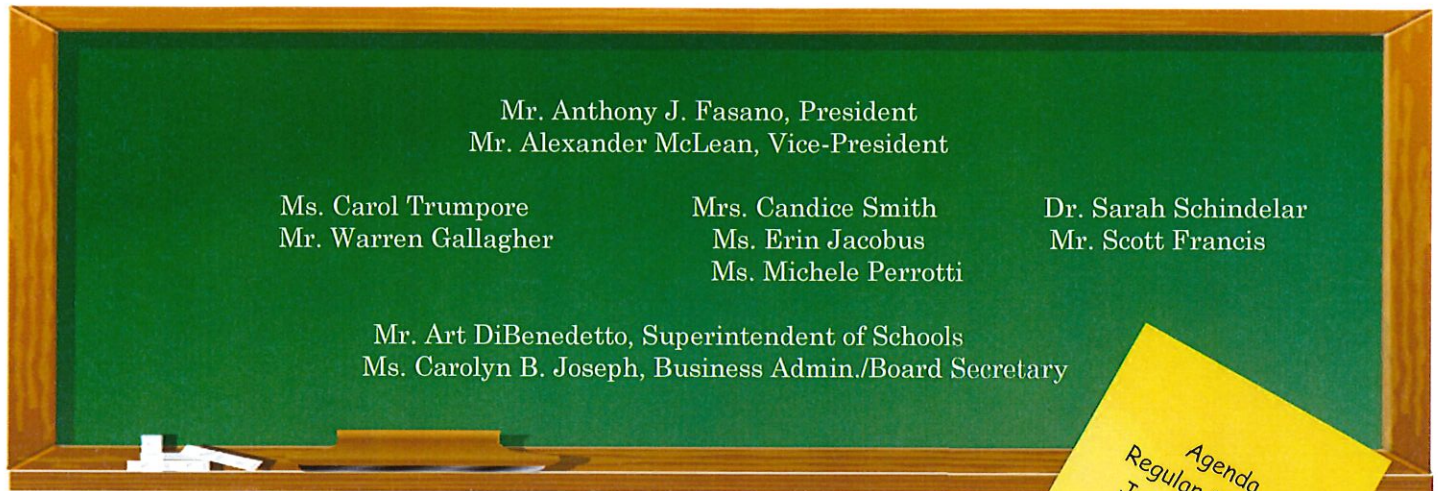 Mr. Anthony J. Fasano, President
Mr. Alexander McLean, Vice-President
Ms. Carol Trumpore
Mr. Warren Gallagher
Mrs. Candice Smith
Ms. Erin Jacobus
Ms. Michele Perrotti
Dr. Sarah Schindelar
Mr. Scott Francis
Mr. Art DiBenedetto, Superintendent of Schools
Ms. Carolyn B. Joseph, Business Admin./Board Secretary
Agenda
Regular